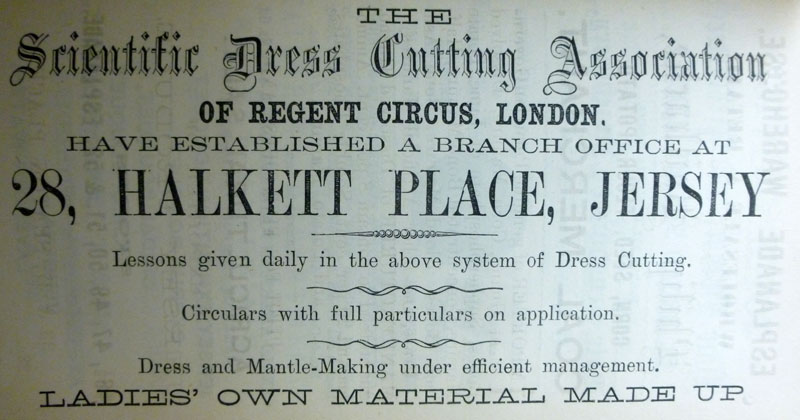 THE
Scientific Dress Cutting Association
OF REGENT CIRCUS, LONDON.
HAVE ESTABLISHED A BRANCH OFFICE AT
28, HALKETT PLACE, JERSEY
Lessons given daily in the above system of Dress Cutting.
Circulars with full particulars on application.
Dress and Mantle-Making under efficient management.
LADIES' OWN MATERIAL MADE UP